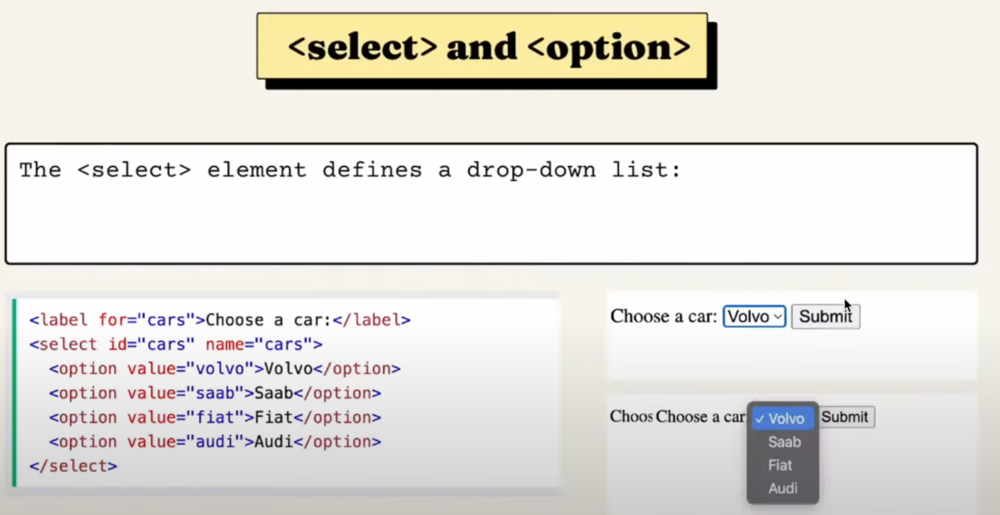 <select> and <option>
The <select> element defines a drop-down list:
<label for="cars">Choose a car:</label>
<select id="cars" name="cars">
  <option value="volvo">Volvo</option>
  <option value="saab">Saab</option>
  <option value="fiat">Fiat</option>
  <option value="audi">Audi</option>
</select>
Choose a car: Volvo Submit
Choos Choose a car: ✓ Volvo Submit
Saab
Fiat
Audi